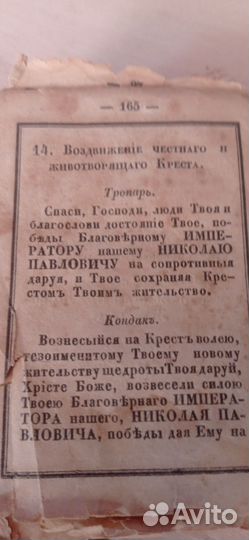 — 165 —
14. Воздвиженіе честнаго и
животворящаго Креста.
Тропарь.
Спаси, Господи, люди Твоя и
благослови достояніе Твое, по-
бѣды Благовѣрному ИМПЕ-
РАТОРУ нашему НИКОЛАЮ
ПАВЛОВИЧУ на сопротивныя
даруя, и Твое сохраняя Кре-
стомъ Твоимъ жительство.
Кондакъ.
Вознесыйся на Крестъ волею,
тезоименитому Твоему новому
жительству щедроты Твоя даруй,
Хрісте Боже, возвесели силою
Твоею Благовѣрнаго ИМПЕРА-
ТОРА нашего, НИКОЛАЯ ПА-
ВЛОВИЧА, побѣды дая Ему на
Avito